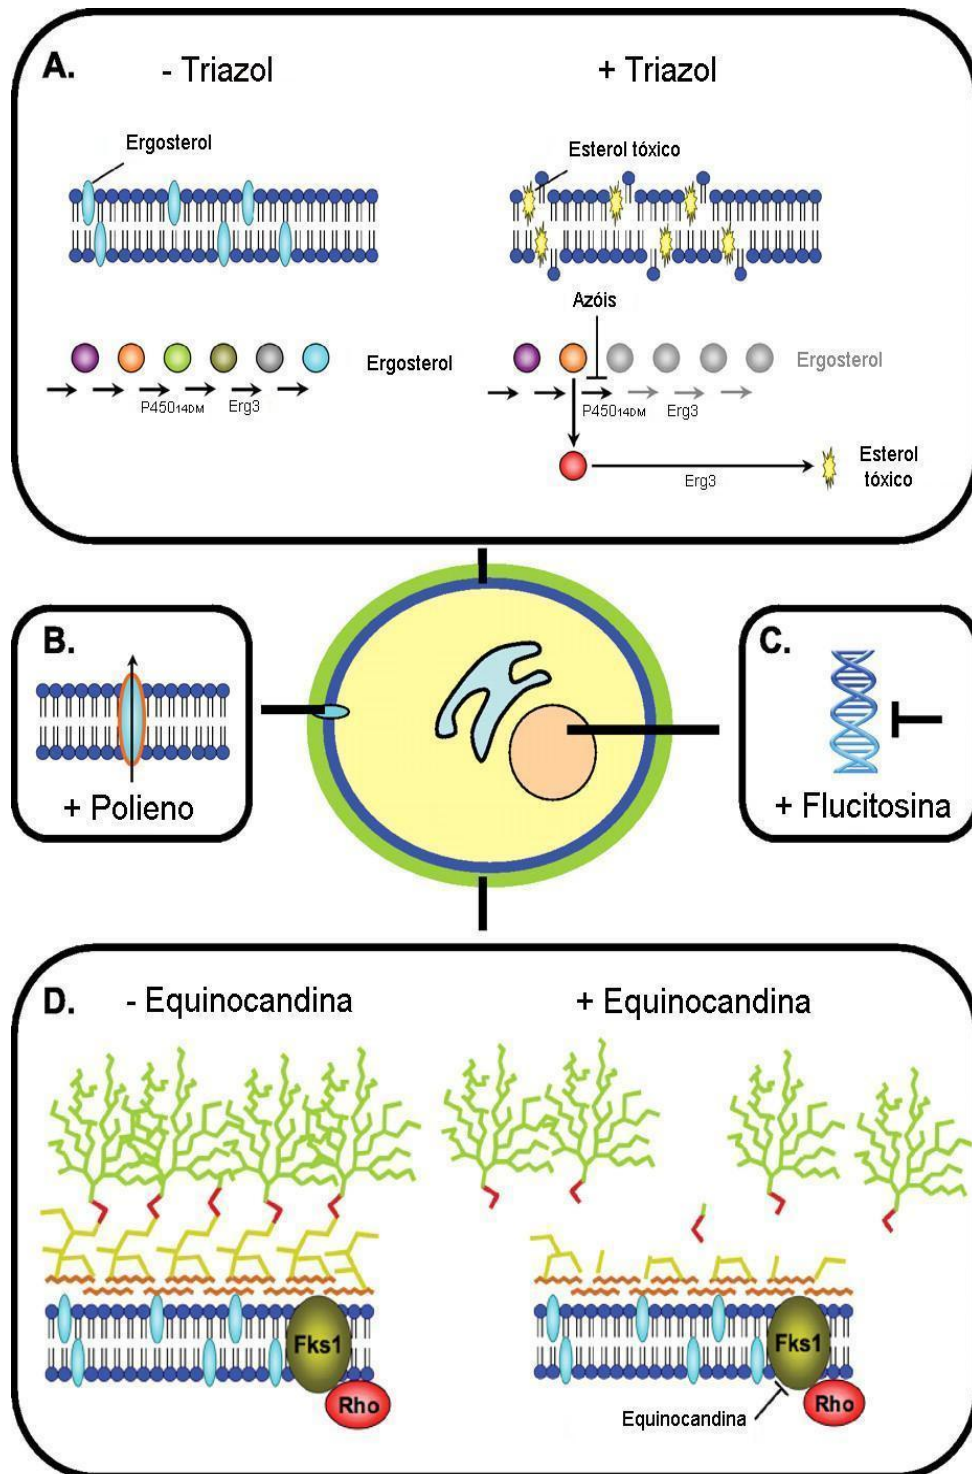 A.
- Triazol
+ Triazol
Ergosterol
Esterol tóxico
Azóis
Ergosterol
Ergosterol
P45014DM
Erg3
P45014DM
Erg3
Erg3
Esterol
tóxico
B.
+ Polieno
C.
+ Flucitosina
D.
- Equinocandina
+ Equinocandina
Fks1
Rho
Fks1
Rho
Equinocandina